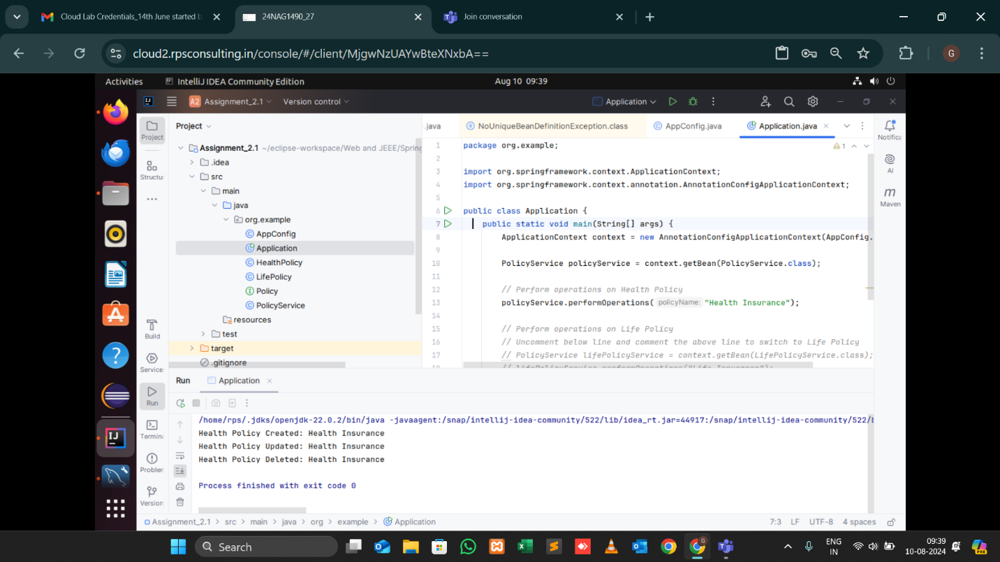 Cloud Lab Credentials_14th June started b
24NAG1490_27
Join conversation
cloud2.rpsconsulting.in/console/#/client/MjgwNzUAYwBteXNxbA==
G
Activities
IntelliJ IDEA Community Edition
Aug 10 09:39
A2 Assignment_2.1
Version control
Application
Project
Project
.java
NoUniqueBeanDefinitionException.class
AppConfig.java
Application.java
Notifica
Assignment_2.1 ~/eclipse-workspace/Web and JEEE/Spring
.idea
src
main
java
org.example
AppConfig
Application
HealthPolicy
LifePolicy
Policy
PolicyService
resources
test
target
.gitignore
Structu
Build
Service
Run
Termina
Problem
Version
AI
Maven
1
1 package org.example;
2
3 import org.springframework.context.ApplicationContext;
4 import org.springframework.context.annotation.AnnotationConfigApplicationContext;
5
6 public class Application {
7 public static void main(String[] args) {
8 ApplicationContext context = new AnnotationConfigApplicationContext(AppConfig.
9
10 PolicyService policyService = context.getBean(PolicyService.class);
11
12 // Perform operations on Health Policy
13 policyService.performOperations( policyName: "Health Insurance");
14
15 // Perform operations on Life Policy
16 // Uncomment below line and comment the above line to switch to Life Policy
17 // PolicyService lifePolicyService = context.getBean(LifePolicyService.class);
18 // lifePolicyService.performOperations("Life Insurance");
Run
Application
/home/rps/.jdks/openjdk-22.0.2/bin/java -javaagent:/snap/intellij-idea-community/522/lib/idea_rt.jar=44917:/snap/intellij-idea-community/522/b
Health Policy Created: Health Insurance
Health Policy Updated: Health Insurance
Health Policy Deleted: Health Insurance
Process finished with exit code 0
Assignment_2.1 > src > main > java > org > example > Application
7:3 LF UTF-8 4 spaces
Search
ENG
IN
09:39
10-08-2024
PRE